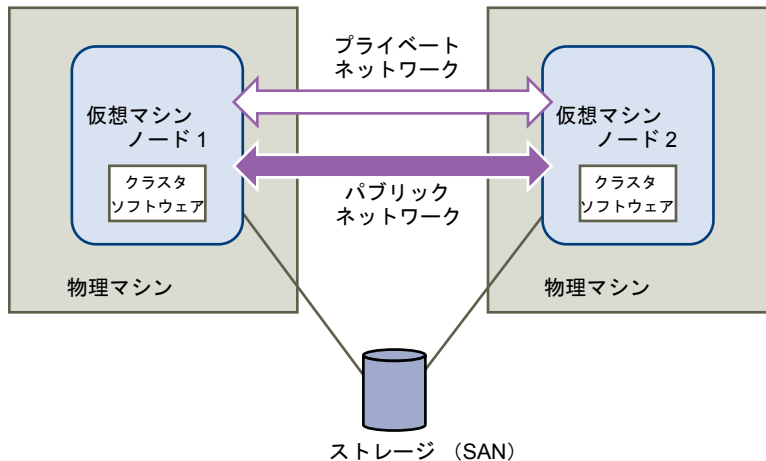 プライベート
ネットワーク
仮想マシン
ノード 1
クラスタ
ソフトウェア
物理マシン
パブリック
ネットワーク
仮想マシン
ノード 2
クラスタ
ソフトウェア
物理マシン
ストレージ （SAN）